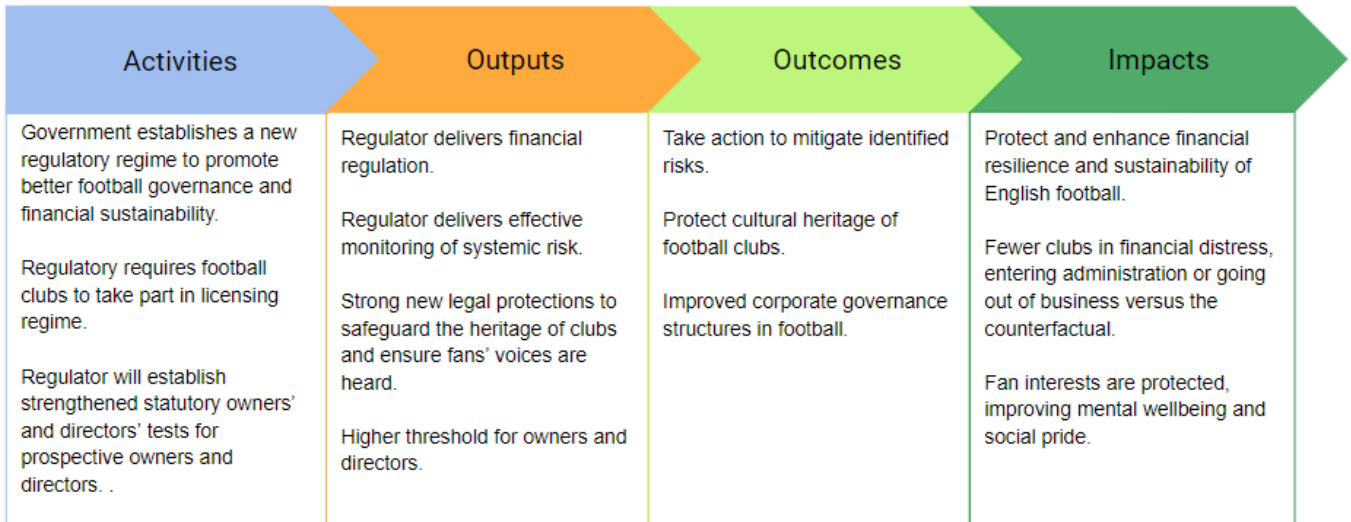 Activities
Outputs
Outcomes
Impacts
Government establishes a new
regulatory regime to promote
better football governance and
financial sustainability.
Regulatory requires football
clubs to take part in licensing
regime.
Regulator will establish
strengthened statutory owners'
and directors' tests for
prospective owners and
directors. .
Regulator delivers financial
regulation.
Regulator delivers effective
monitoring of systemic risk.
Strong new legal protections to
safeguard the heritage of clubs
and ensure fans' voices are
heard.
Higher threshold for owners and
directors.
Take action to mitigate identified
risks.
Protect cultural heritage of
football clubs.
Improved corporate governance
structures in football.
Protect and enhance financial
resilience and sustainability of
English football.
Fewer clubs in financial distress,
entering administration or going
out of business versus the
counterfactual.
Fan interests are protected,
improving mental wellbeing and
social pride.